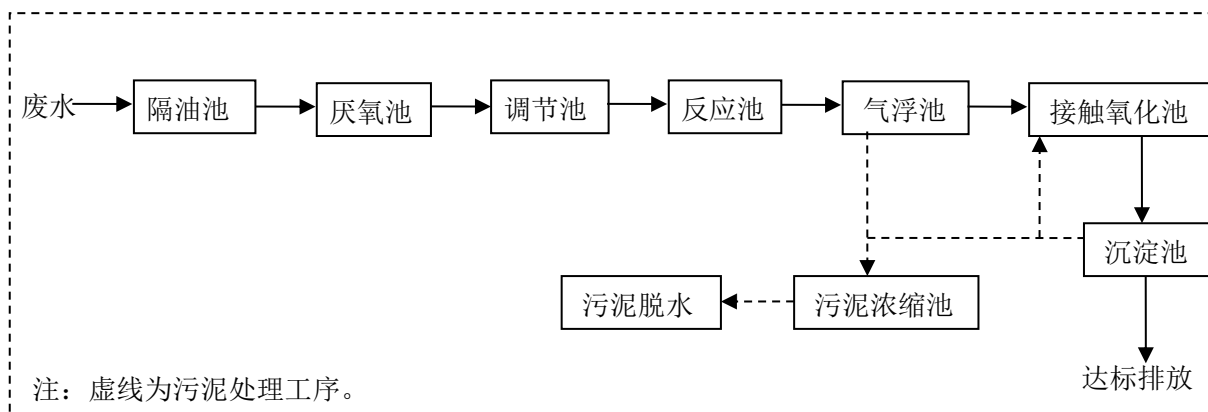 废水
隔油池
厌氧池
调节池
反应池
气浮池
接触氧化池
沉淀池
污泥脱水
污泥浓缩池
达标排放
注：虚线为污泥处理工序。